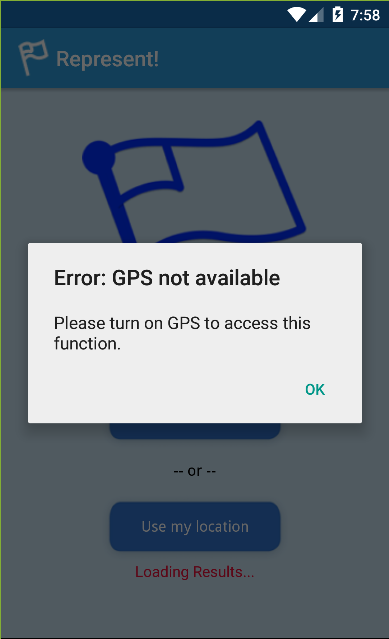 7:58
Represent!
Error: GPS not available
Please turn on GPS to access this
function.
OK
-- or --
Use my location
Loading Results...